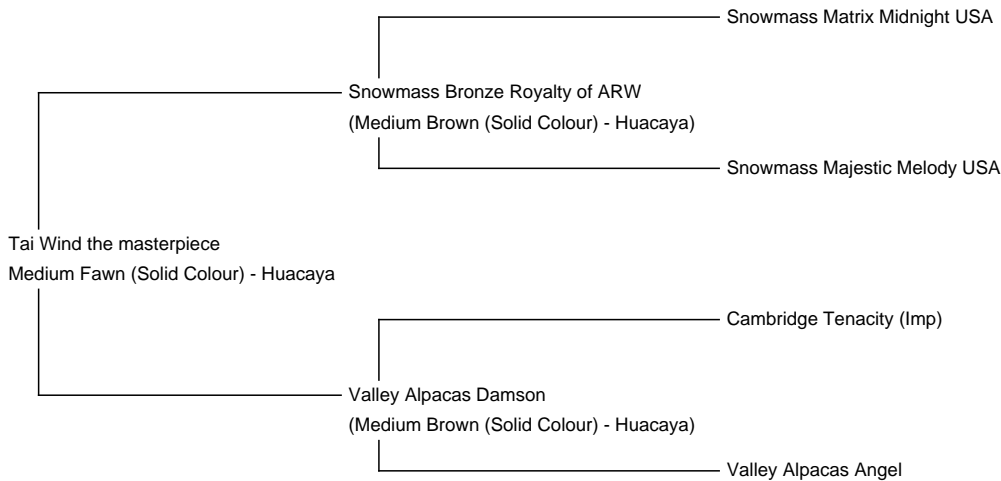 Snowmass Matrix Midnight USA
Snowmass Bronze Royalty of ARW
(Medium Brown (Solid Colour) - Huacaya)
Snowmass Majestic Melody USA
Tai Wind the masterpiece
Medium Fawn (Solid Colour) - Huacaya
Cambridge Tenacity (Imp)
Valley Alpacas Damson
(Medium Brown (Solid Colour) - Huacaya)
Valley Alpacas Angel